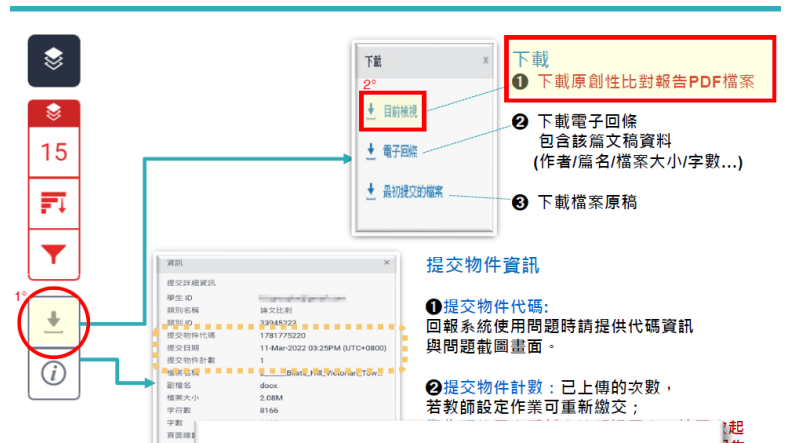 15
1°
下載
×
2°
目前檢視
電子回條
最初提交的檔案
下載
❶ 下載原創性比對報告PDF檔案
❷ 下載電子回條
包含該篇文稿資料
(作者/篇名/檔案大小/字數...)
❸ 下載檔案原稿
資訊
×
提交詳細資訊
學生 ID
類別名稱 論文比對
類別 ID 33945223
提交物件代碼 1781775220
提交日期 11-Mar-2022 03:25PM (UTC+0800)
提交物件計數 1
檔案名稱
副檔名 docx
檔案大小 2.08M
字符數 8166
字數
提交物件資訊
❶提交物件代碼:
回報系統使用問題時請提供代碼資訊
與問題截圖畫面。
❷提交物件計數：已上傳的次數，
若教師設定作業可重新繳交；
起